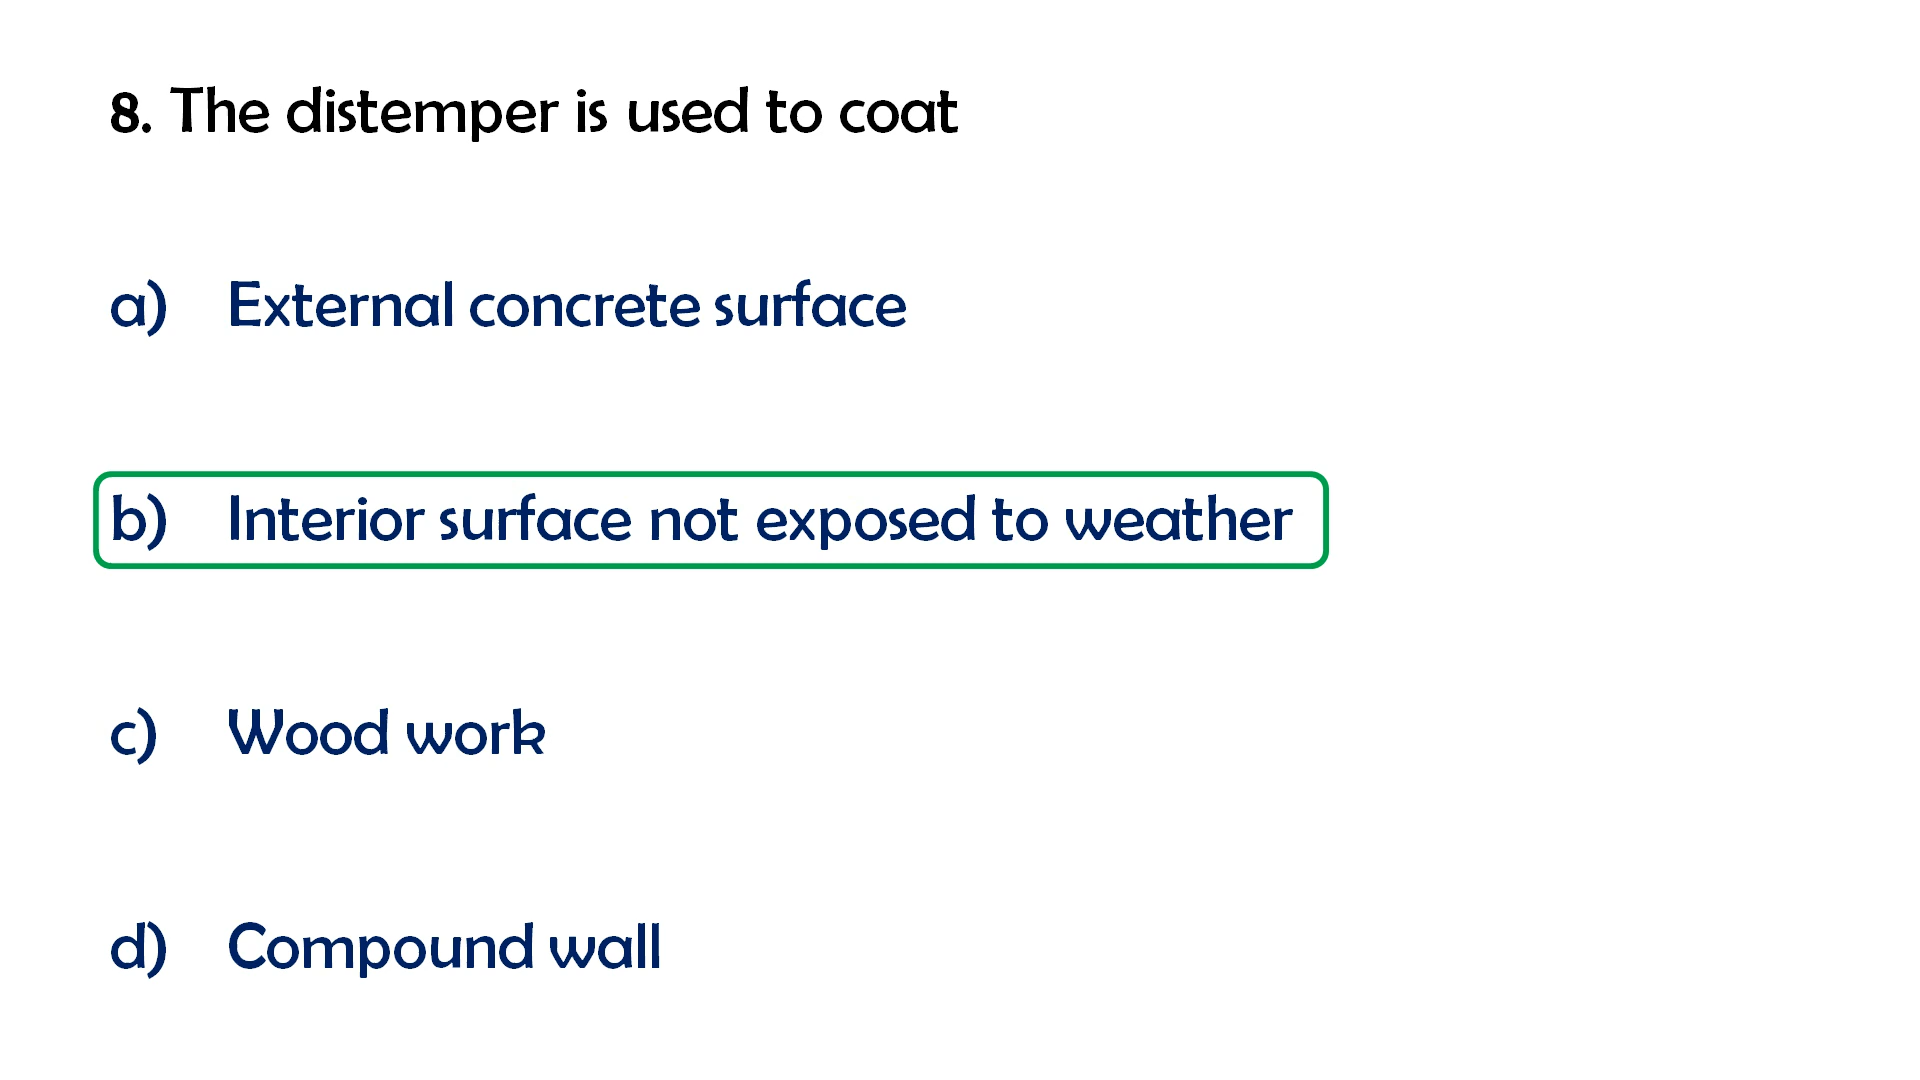 8. The distemper is used to coat
a) External concrete surface
b) Interior surface not exposed to weather
c) Wood work
d) Compound wall